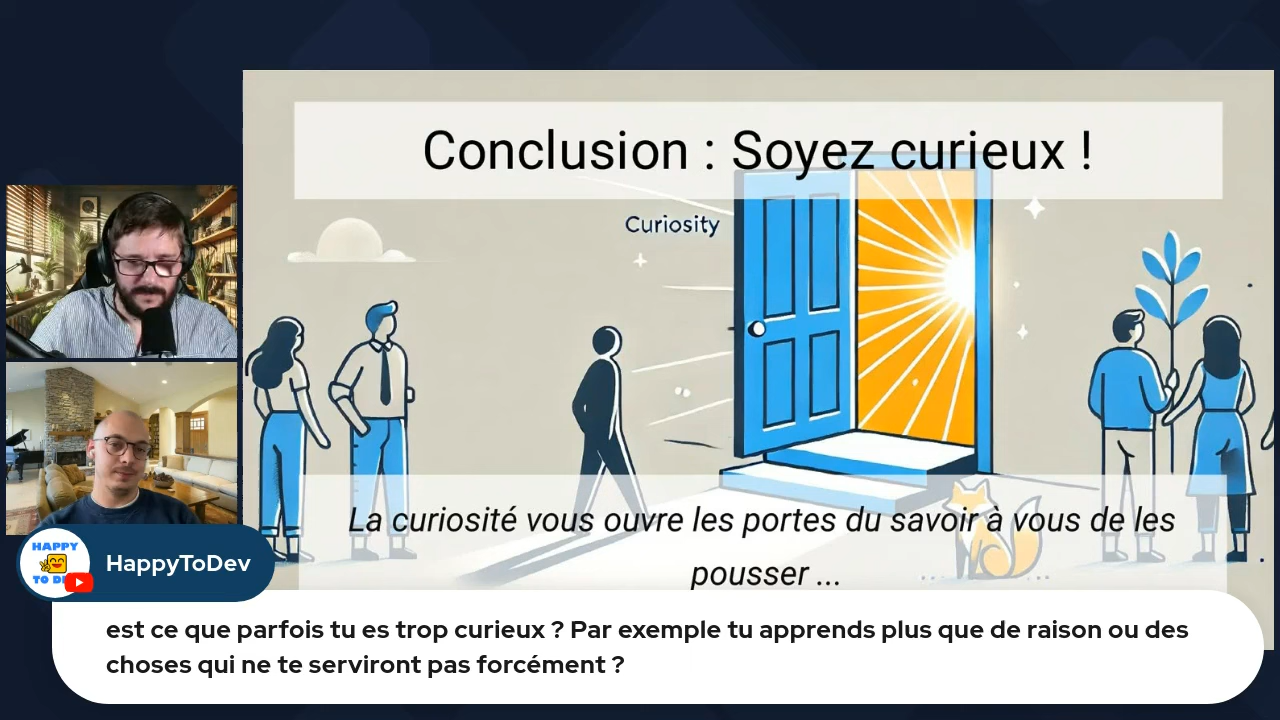 Conclusion : Soyez curieux !
Curiosity
La curiosité vous ouvre les portes du savoir à vous de les
pousser ...
HAPPY
TO
HappyToDev
est ce que parfois tu es trop curieux ? Par exemple tu apprends plus que de raison ou des
choses qui ne te serviront pas forcément ?